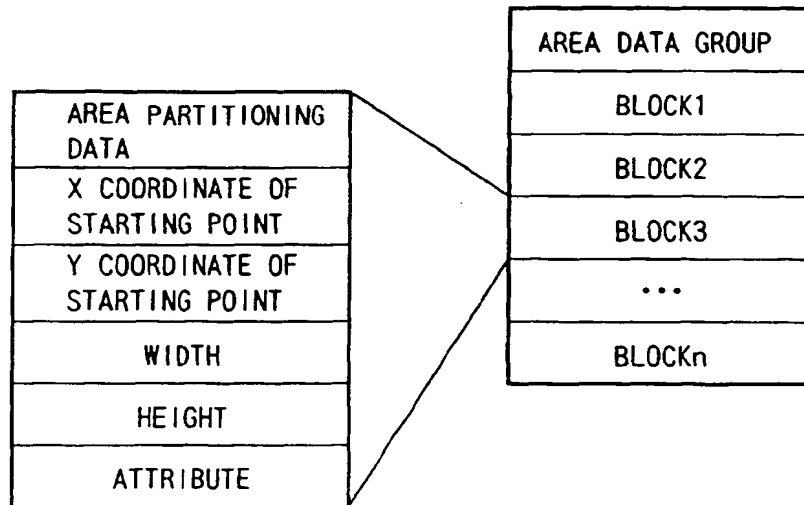 AREA PARTITIONING
DATA
X COORDINATE OF
STARTING POINT
Y COORDINATE OF
STARTING POINT
WIDTH
HEIGHT
ATTRIBUTE
AREA DATA GROUP
BLOCK1
BLOCK2
BLOCK3
...
BLOCKn